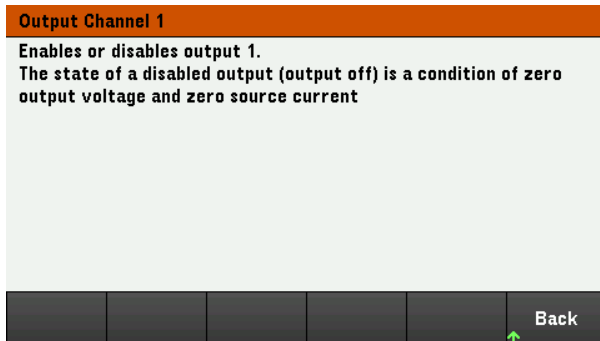 Output Channel 1
Enables or disables output 1.
The state of a disabled output (output off) is a condition of zero
output voltage and zero source current
Back